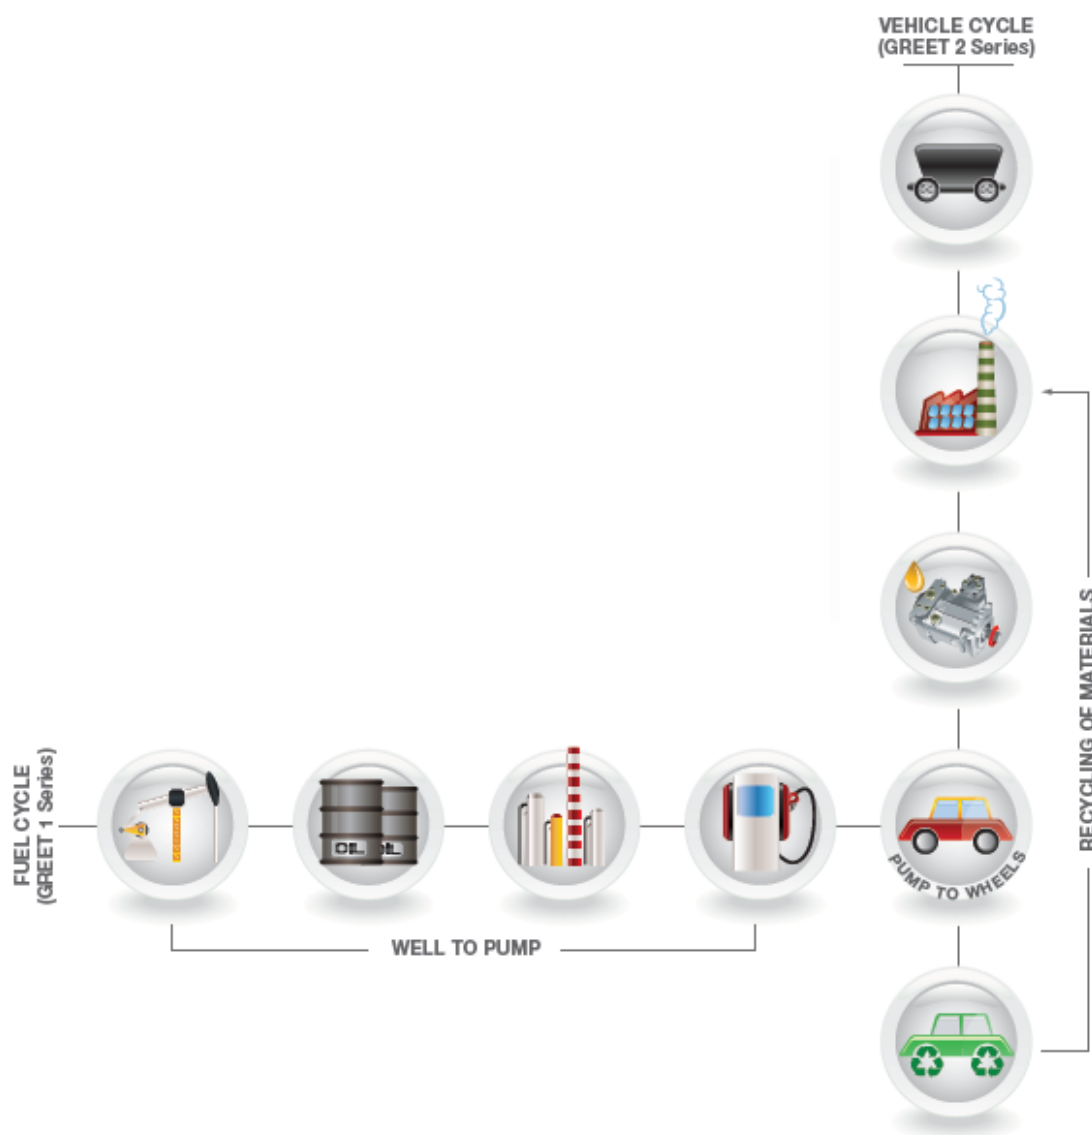 VEHICLE CYCLE
(GREET 2 Series)
RECYCLING OF MATERIALS
FUEL CYCLE
(GREET 1 Series)
OIL
OIL
PUMP TO WHEELS
WELL TO PUMP